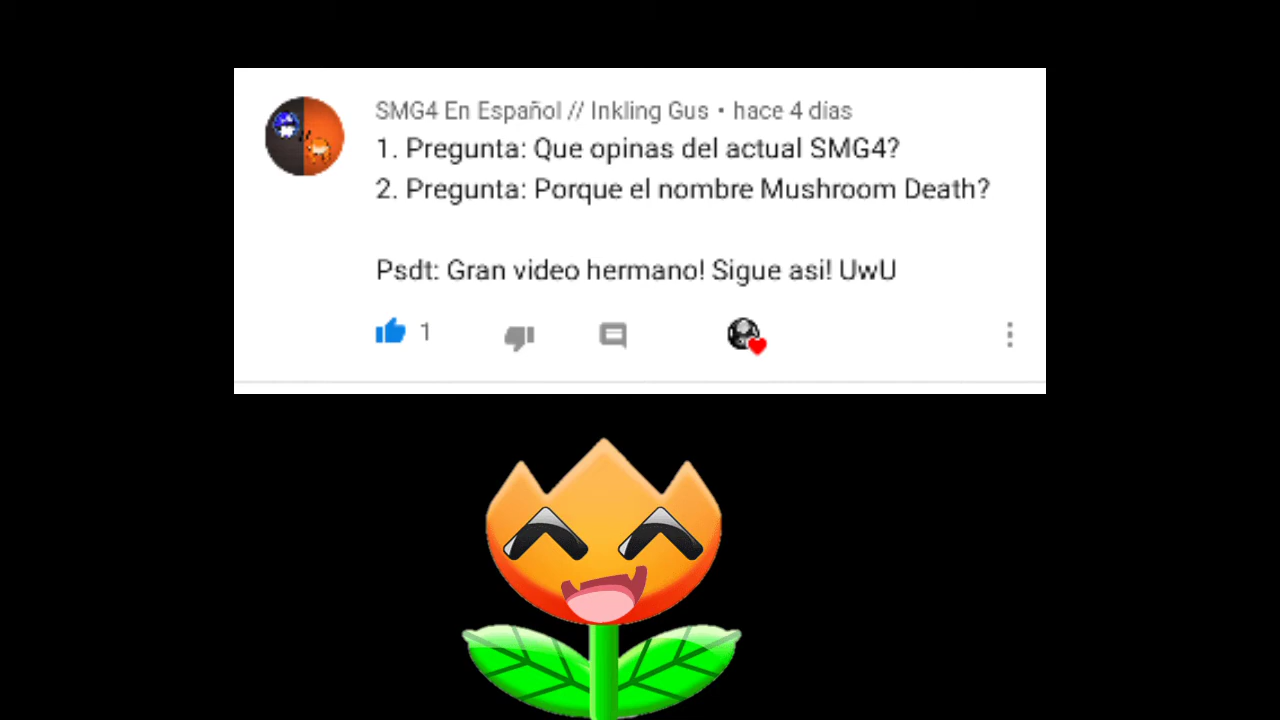 SMG4 En Español // Inkling Gus • hace 4 días
1. Pregunta: Que opinas del actual SMG4?
2. Pregunta: Porque el nombre Mushroom Death?
Psdt: Gran video hermano! Sigue asi! UwU
1